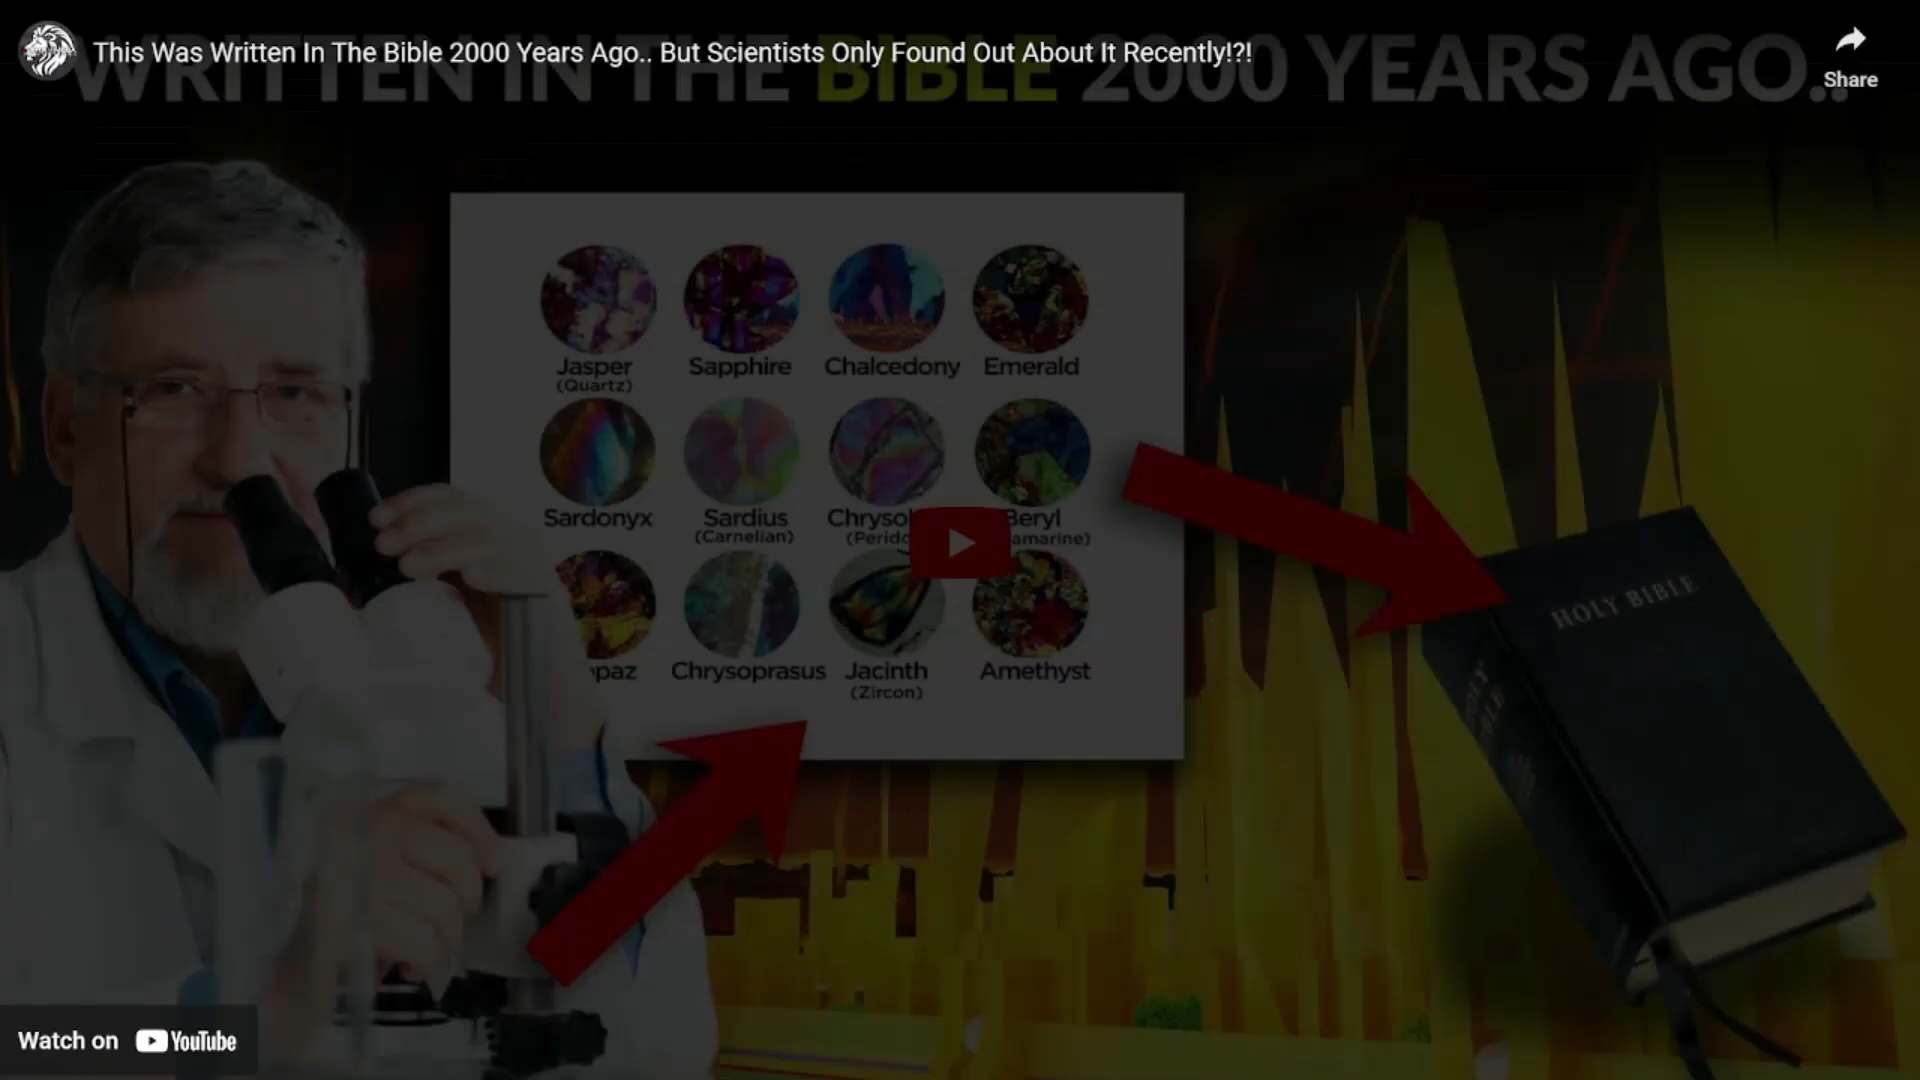 This Was Written In The Bible 2000 Years Ago.. But Scientists Only Found Out About It Recently!?!
WRITTEN IN THE BIBLE 2000 YEARS AGO..
Share
Jasper Sapphire Chalcedony Emerald
(Quartz)
Sardonyx Sardius Beryl
(Carnelian)
Chrysoprasus Jacinth Amethyst
(Zircon)
HOLY BIBLE
HOLY BIBLE
Watch on YouTube